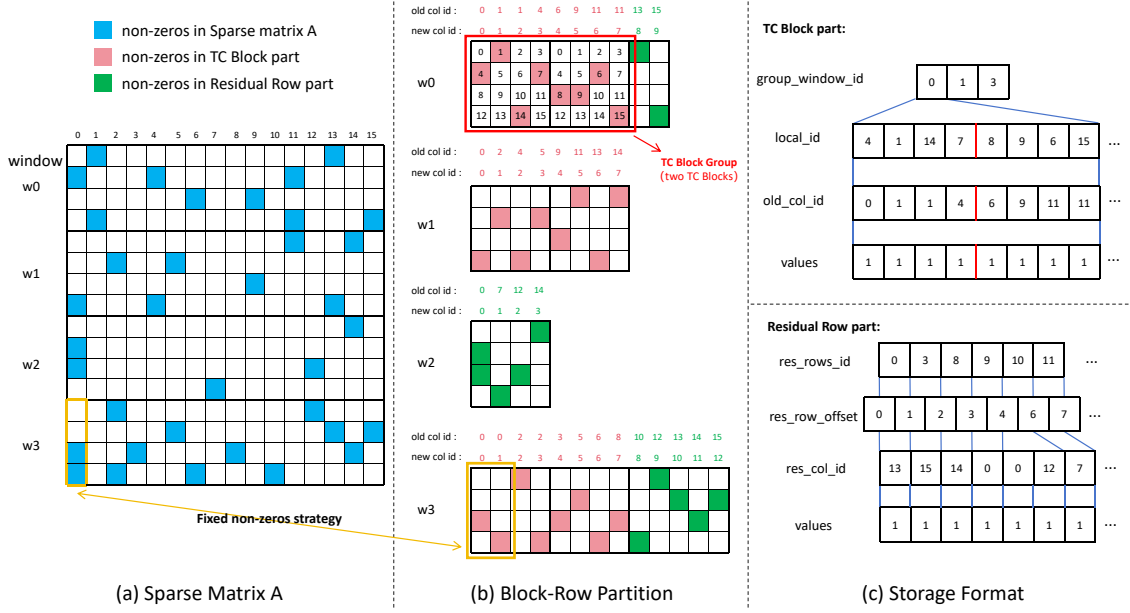 non-zeros in Sparse matrix A
non-zeros in TC Block part
non-zeros in Residual Row part
0 1 2 3 4 5 6 7 8 9 10 11 12 13 14 15
window
w0
w1
w2
w3
Fixed non-zeros strategy
(a) Sparse Matrix A
old col id : 0 1 1 4 6 9 11 11 13 15
new col id : 0 1 2 3 4 5 6 7 8 9
w0
0 1 2 3 0 1 2 3
4 5 6 7 4 5 6 7
8 9 10 11 8 9 10 11
12 13 14 15 12 13 14 15
TC Block Group
(two TC Blocks)
old col id : 0 2 4 5 9 11 13 14
new col id : 0 1 2 3 4 5 6 7
w1
old col id : 0 7 12 14
new col id : 0 1 2 3
w2
old col id : 0 0 2 2 3 5 6 8 10 12 13 14 15
new col id : 0 1 2 3 4 5 6 7 8 9 10 11 12
w3
(b) Block-Row Partition
TC Block part:
group_window_id 0 1 3
local_id 4 1 14 7 8 9 6 15 ...
old_col_id 0 1 1 4 6 9 11 11 ...
values 1 1 1 1 1 1 1 1 ...
Residual Row part:
res_rows_id 0 3 8 9 10 11 ...
res_row_offset 0 1 2 3 4 6 7 ...
res_col_id 13 15 14 0 0 12 7 ...
values 1 1 1 1 1 1 1 ...
(c) Storage Format